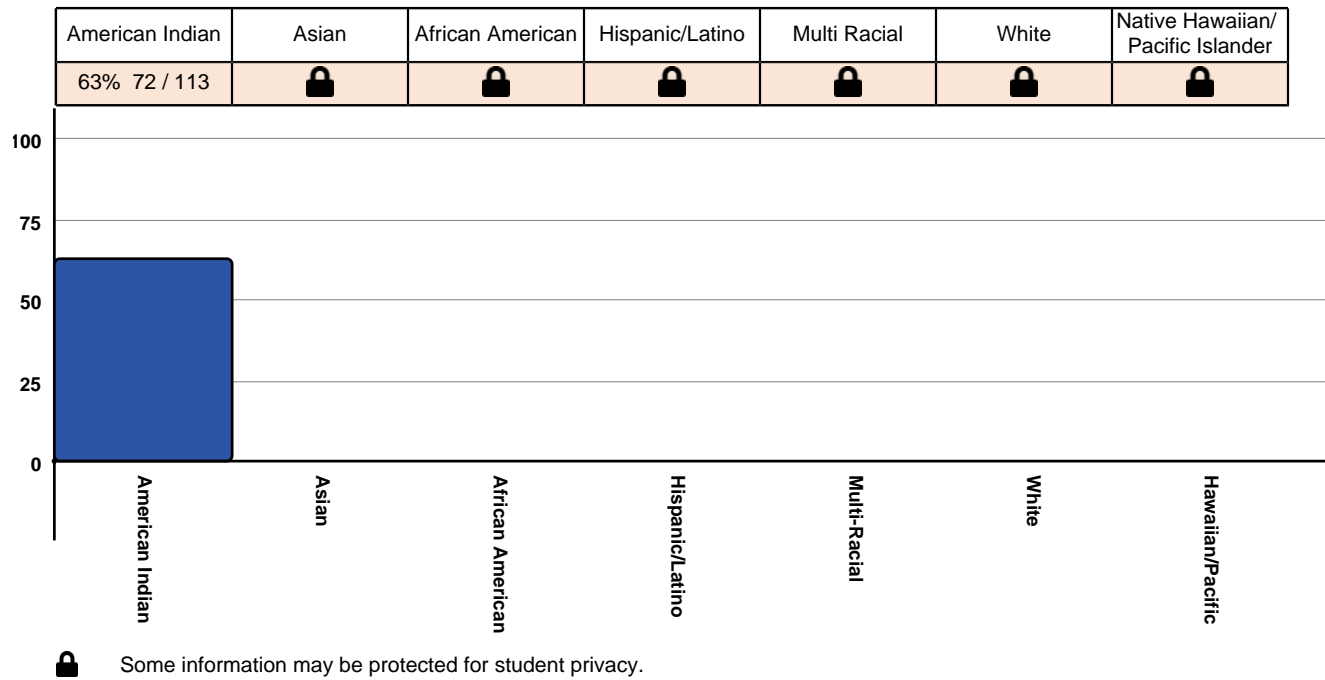 American Indian Asian African American Hispanic/Latino Multi Racial White Native Hawaiian/
Pacific Islander
63% 72 / 113
100
75
50
25
0
American Indian
Asian
African American
Hispanic/Latino
Multi-Racial
White
Hawaiian/Pacific
Some information may be protected for student privacy.